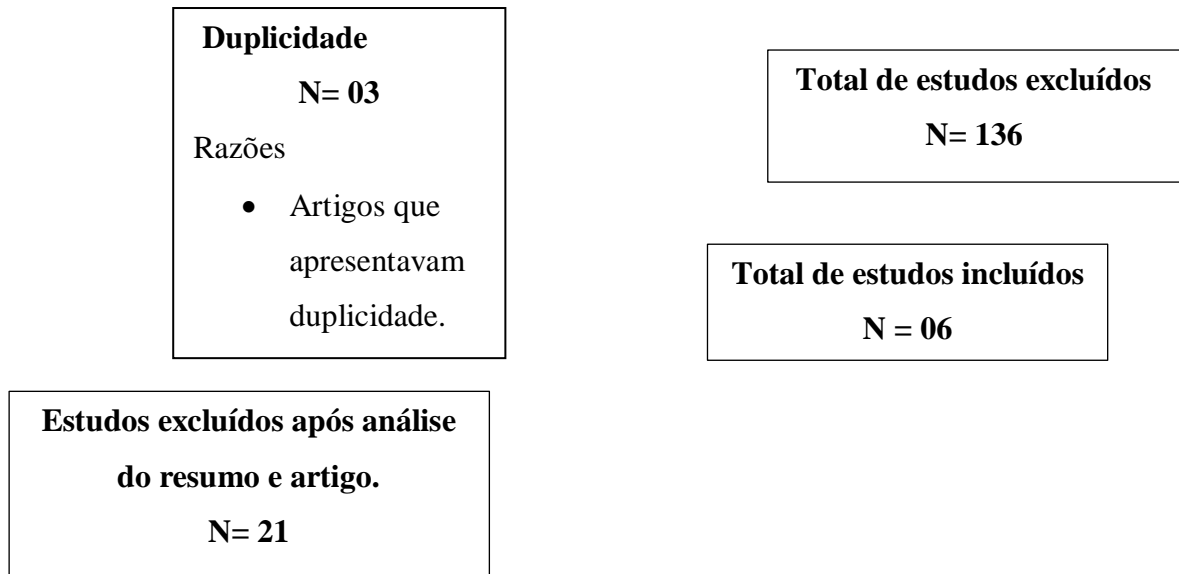 Duplicidade
N= 03
Razões
• Artigos que
apresentavam
duplicidade.
Total de estudos excluídos
N= 136
Total de estudos incluídos
N = 06
Estudos excluídos após análise
do resumo e artigo.
N= 21